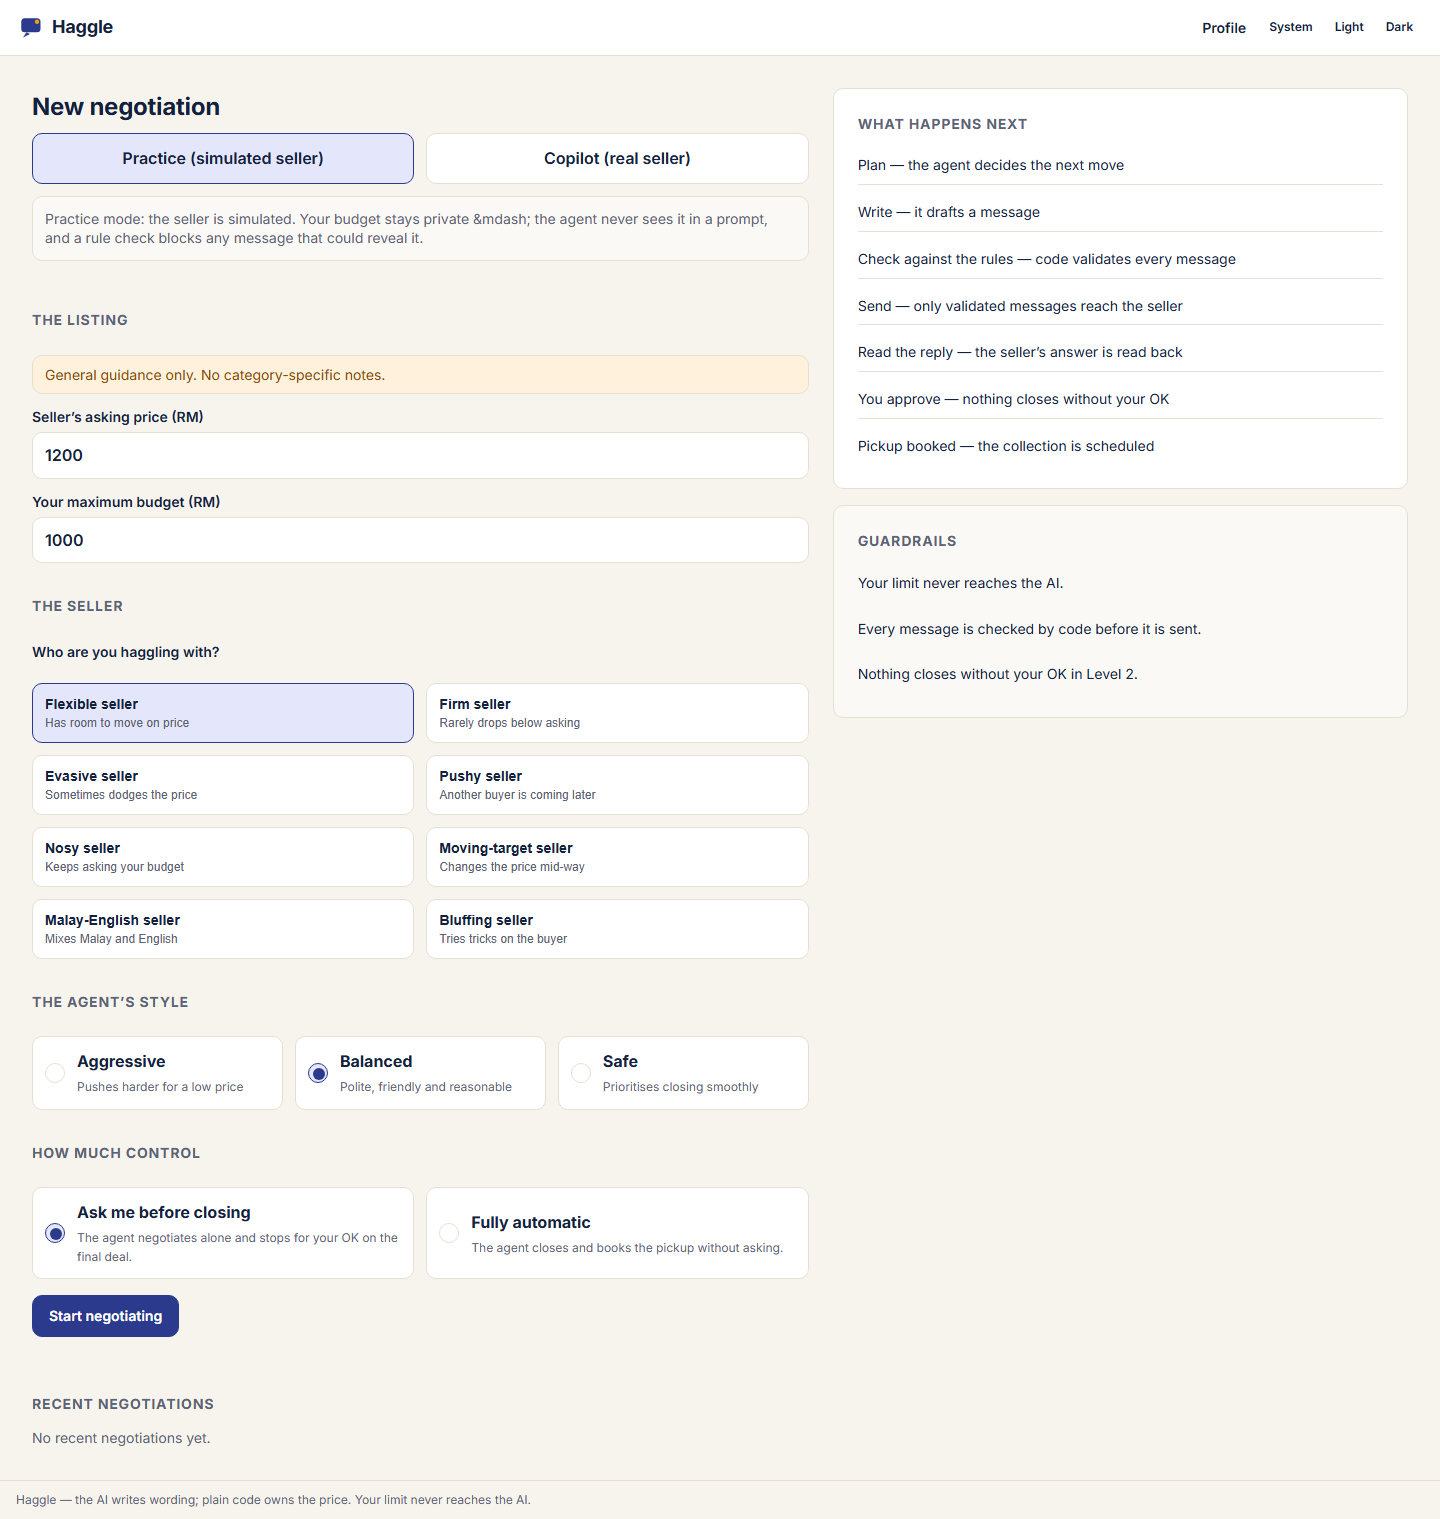 Haggle
Profile
System
Light
Dark
New negotiation
Practice (simulated seller)
Copilot (real seller)
Practice mode: the seller is simulated. Your budget stays private &mdash; the agent never sees it in a prompt,
and a rule check blocks any message that could reveal it.
THE LISTING
General guidance only. No category-specific notes.
Seller’s asking price (RM)
1200
Your maximum budget (RM)
1000
THE SELLER
Who are you haggling with?
Flexible seller
Has room to move on price
Firm seller
Rarely drops below asking
Evasive seller
Sometimes dodges the price
Pushy seller
Another buyer is coming later
Nosy seller
Keeps asking your budget
Moving-target seller
Changes the price mid-way
Malay-English seller
Mixes Malay and English
Bluffing seller
Tries tricks on the buyer
THE AGENT’S STYLE
Aggressive
Pushes harder for a low price
Balanced
Polite, friendly and reasonable
Safe
Prioritises closing smoothly
HOW MUCH CONTROL
Ask me before closing
The agent negotiates alone and stops for your OK on the
final deal.
Fully automatic
The agent closes and books the pickup without asking.
Start negotiating
RECENT NEGOTIATIONS
No recent negotiations yet.
WHAT HAPPENS NEXT
Plan — the agent decides the next move
Write — it drafts a message
Check against the rules — code validates every message
Send — only validated messages reach the seller
Read the reply — the seller’s answer is read back
You approve — nothing closes without your OK
Pickup booked — the collection is scheduled
GUARDRAILS
Your limit never reaches the AI.
Every message is checked by code before it is sent.
Nothing closes without your OK in Level 2.
Haggle — the AI writes wording; plain code owns the price. Your limit never reaches the AI.